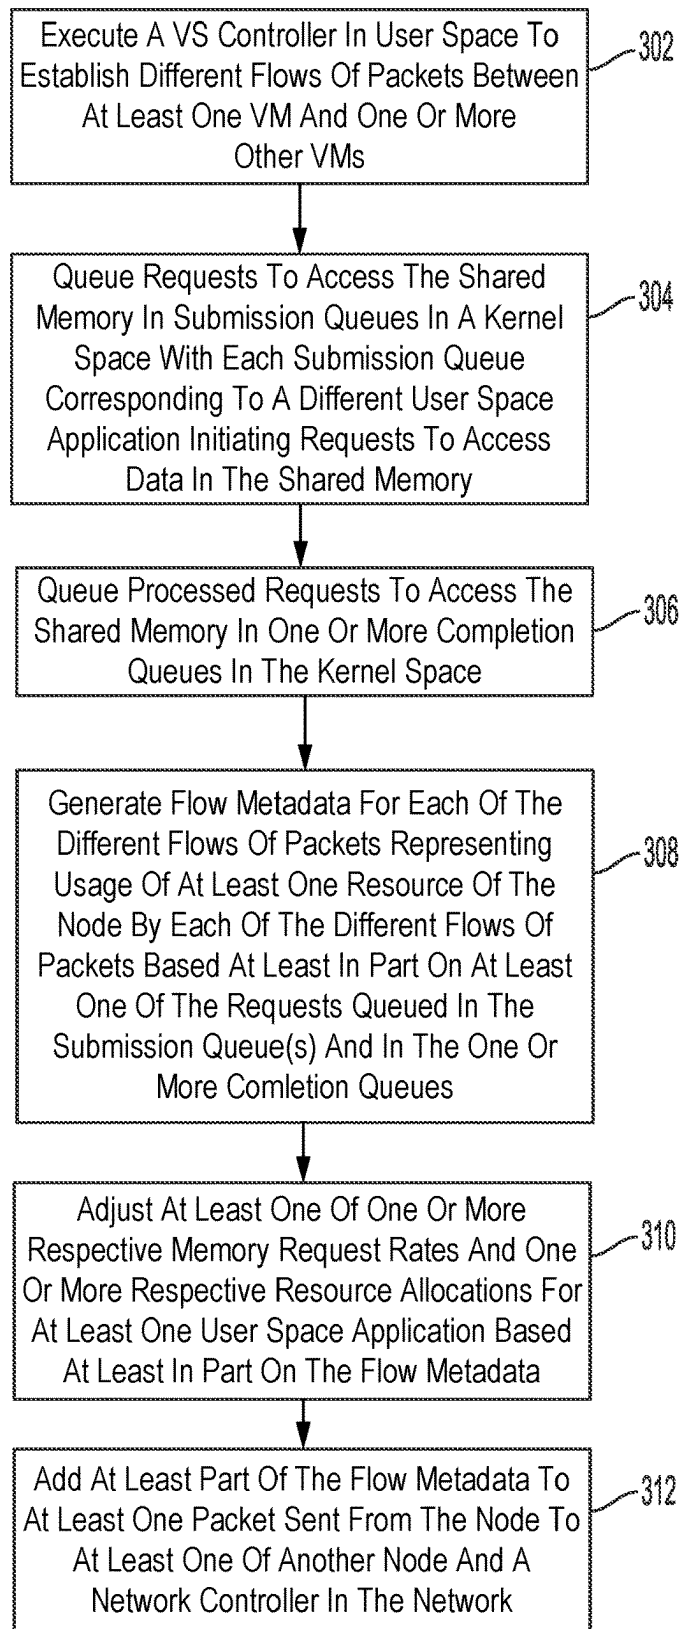 Execute A VS Controller In User Space To
Establish Different Flows Of Packets Between
At Least One VM And One Or More
Other VMs
302
Queue Requests To Access The Shared
Memory In Submission Queues In A Kernel
Space With Each Submission Queue
Corresponding To A Different User Space
Application Initiating Requests To Access
Data In The Shared Memory
304
Queue Processed Requests To Access The
Shared Memory In One Or More Completion
Queues In The Kernel Space
306
Generate Flow Metadata For Each Of The
Different Flows Of Packets Representing
Usage Of At Least One Resource Of The
Node By Each Of The Different Flows Of
Packets Based At Least In Part On At Least
One Of The Requests Queued In The
Submission Queue(s) And In The One Or
More Comletion Queues
308
Adjust At Least One Of One Or More
Respective Memory Request Rates And One
Or More Respective Resource Allocations For
At Least One User Space Application Based
At Least In Part On The Flow Metadata
310
Add At Least Part Of The Flow Metadata To
At Least One Packet Sent From The Node To
At Least One Of Another Node And A
Network Controller In The Network
312